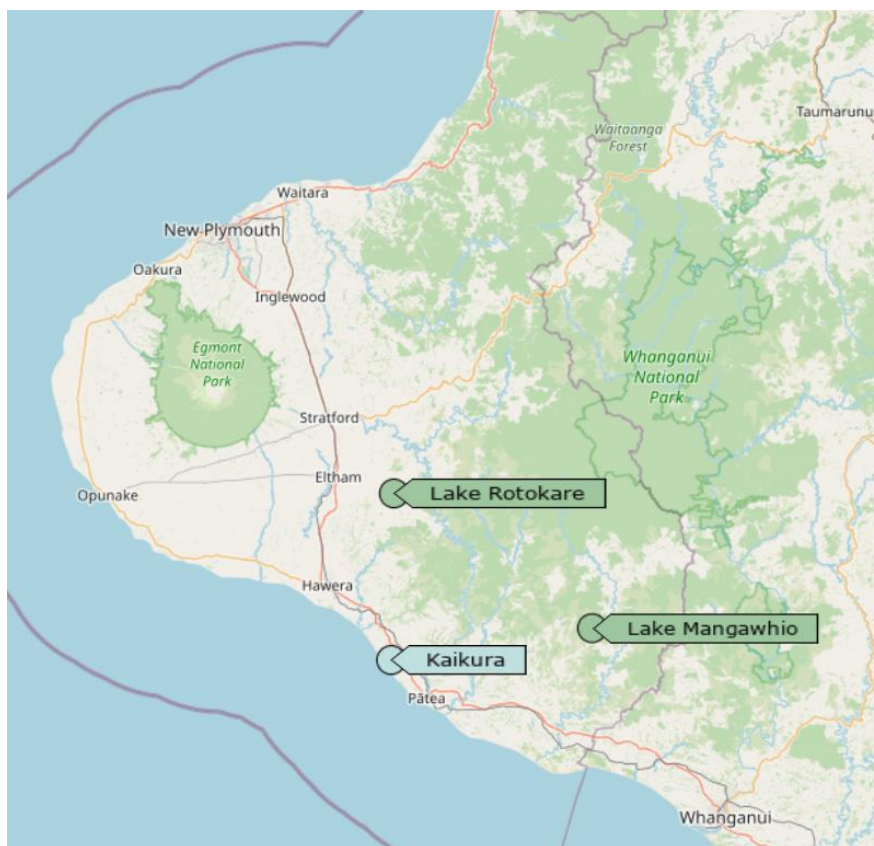 Waitaanga
Forest
Taumarunu
Waitara
New Plymouth
Oakura
Inglewood
Egmont
National
Park
Whanganui
National
Park
Stratford
Eltham
Opunake
Lake Rotokare
Hawera
Lake Mangawhio
Kaikura
Pātea
Whanganui